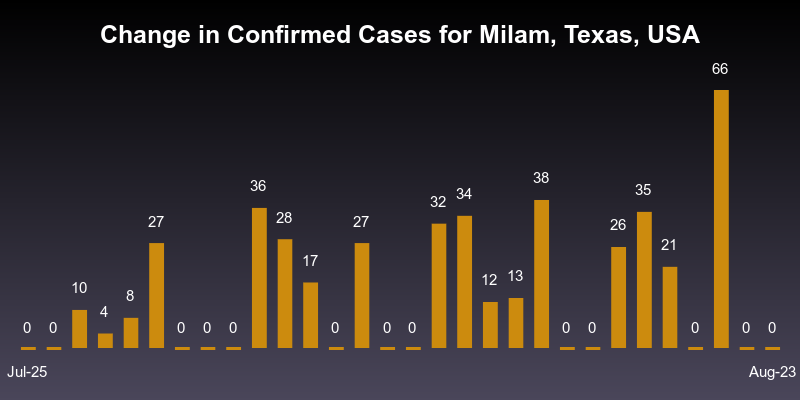 Change in Confirmed Cases for Milam, Texas, USA
0 0 10 4 8 27 0 0 0 36 28 17 0 27 0 0 32 34 12 13 38 0 0 26 35 21 0 66 0 0
Jul-25 Aug-23